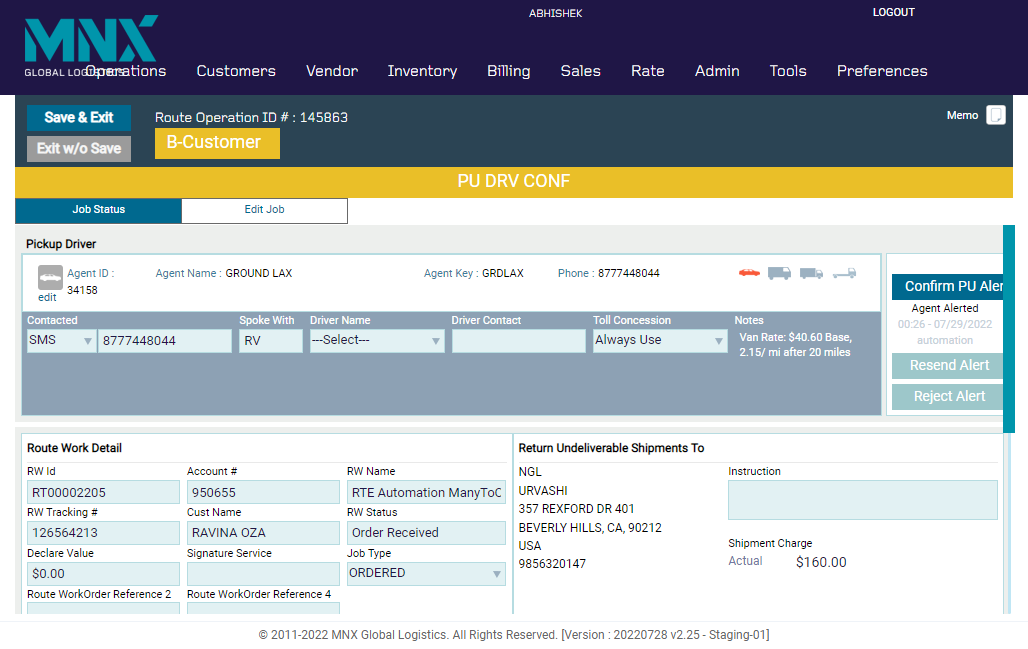 ABHISHEK
LOGOUT
MNX
GLOBAL LOGISTICS
Operations Customers Vendor Inventory Billing Sales Rate Admin Tools Preferences
Save & Exit
Route Operation ID # : 145863
Memo
Exit w/o Save
B-Customer
PU DRV CONF
Job Status Edit Job
Pickup Driver
Agent ID : Agent Name : GROUND LAX Agent Key : GRDLAX Phone : 8777448044
34158
edit
Confirm PU Aler
Agent Alerted
00:26 - 07/29/2022
automation
Resend Alert
Reject Alert
Contacted Spoke With Driver Name Driver Contact Toll Concession Notes
SMS 8777448044 RV ---Select--- Always Use
Van Rate: $40.60 Base,
2.15/ mi after 20 miles
Route Work Detail
RW Id Account # RW Name
RT00002205 950655 RTE Automation ManyToC
RW Tracking # Cust Name RW Status
126564213 RAVINA OZA Order Received
Declare Value Signature Service Job Type
$0.00 ORDERED
Route WorkOrder Reference 2 Route WorkOrder Reference 4
Return Undeliverable Shipments To
NGL
URVASHI
357 REXFORD DR 401
BEVERLY HILLS, CA, 90212
USA
9856320147
Instruction
Shipment Charge
Actual $160.00
© 2011-2022 MNX Global Logistics. All Rights Reserved. [Version : 20220728 v2.25 - Staging-01]